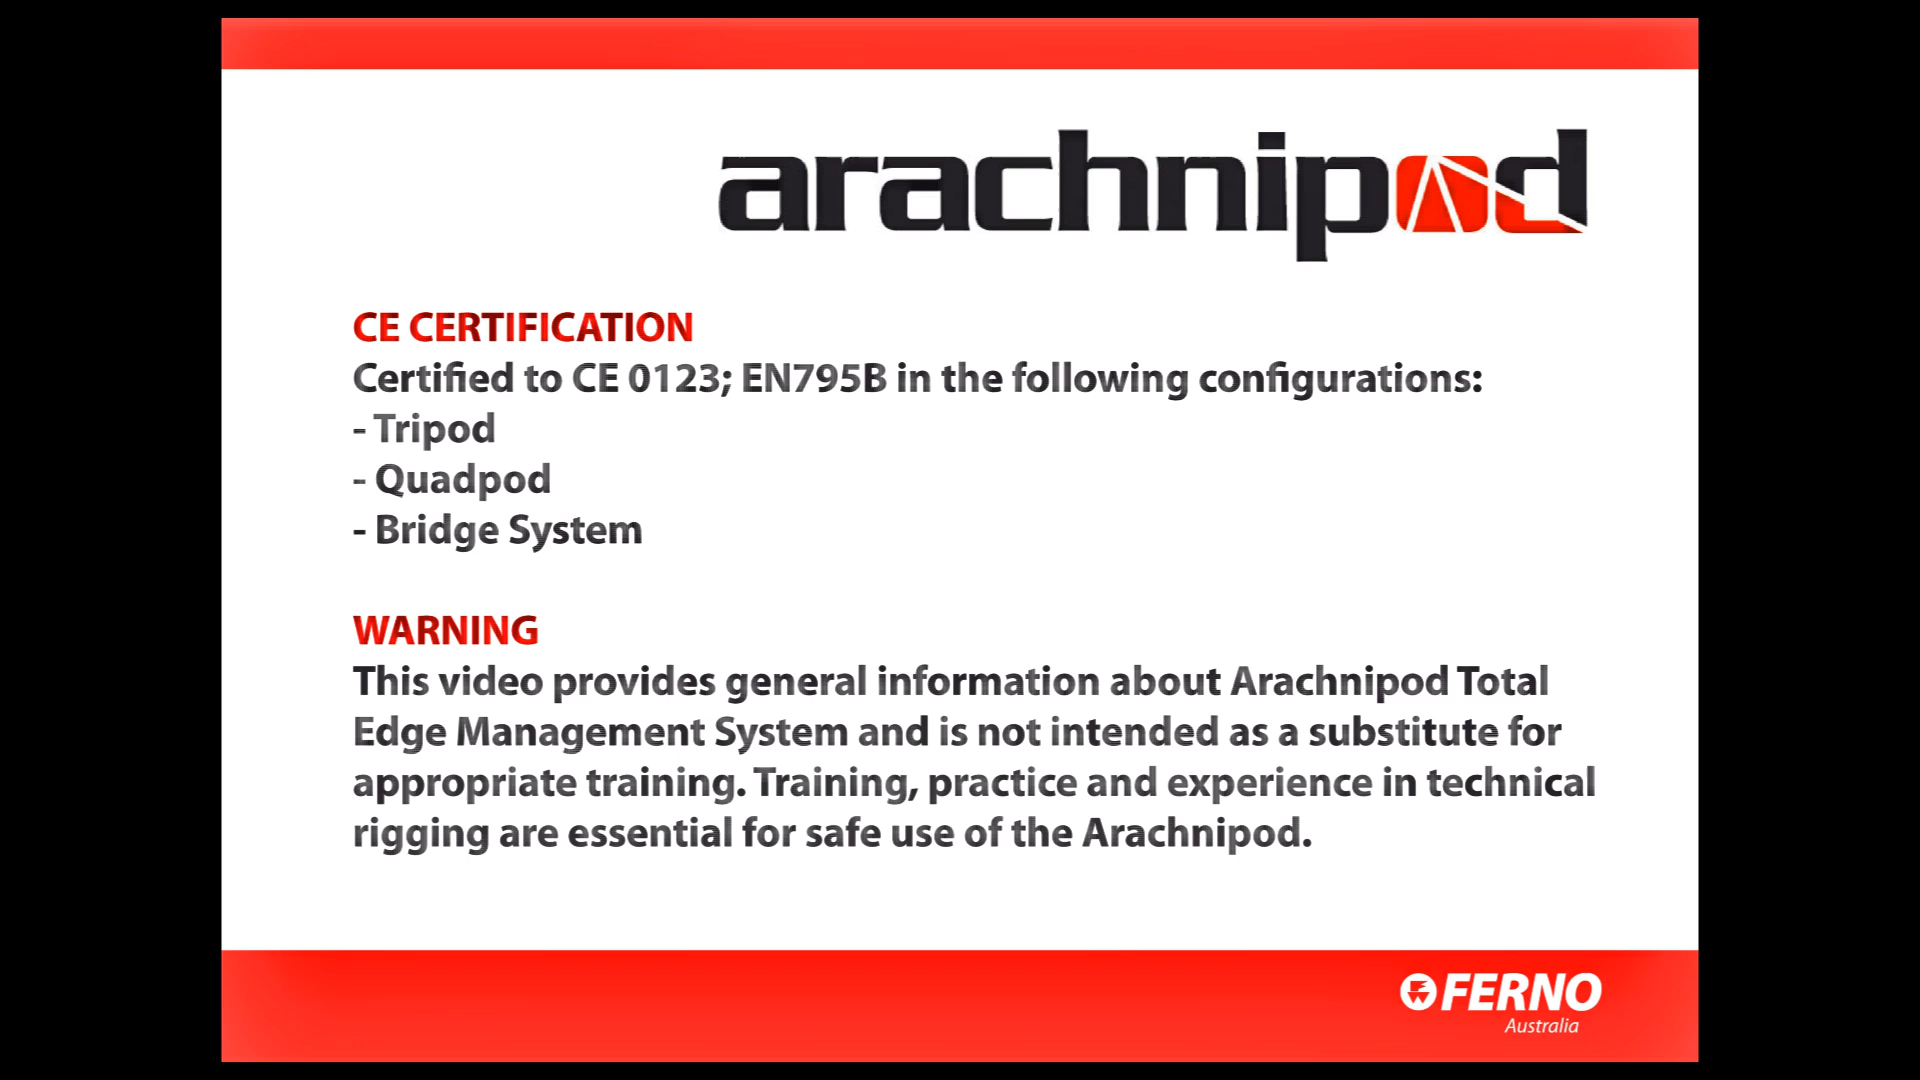 arachnipod
CE CERTIFICATION
Certified to CE 0123; EN795B in the following configurations:
- Tripod
- Quadpod
- Bridge System
WARNING
This video provides general information about Arachnipod Total
Edge Management System and is not intended as a substitute for
appropriate training. Training, practice and experience in technical
rigging are essential for safe use of the Arachnipod.
FERNO
Australia